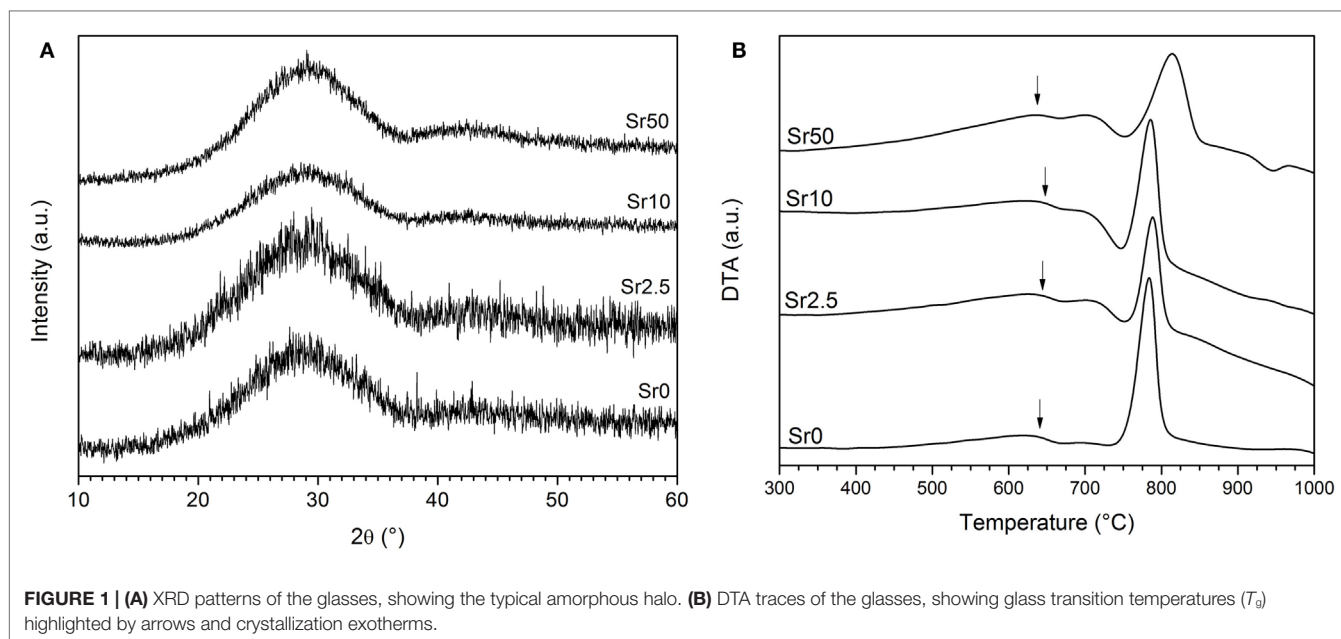 A
Sr50
Sr10
Sr2.5
Sr0
Intensity (a.u.)
10 20 30 40 50 60
2θ (°)
B
Sr50
Sr10
Sr2.5
Sr0
DTA (a.u.)
300 400 500 600 700 800 900 1000
Temperature (°C)
FIGURE 1 | (A) XRD patterns of the glasses, showing the typical amorphous halo. (B) DTA traces of the glasses, showing glass transition temperatures (Tg)
highlighted by arrows and crystallization exotherms.